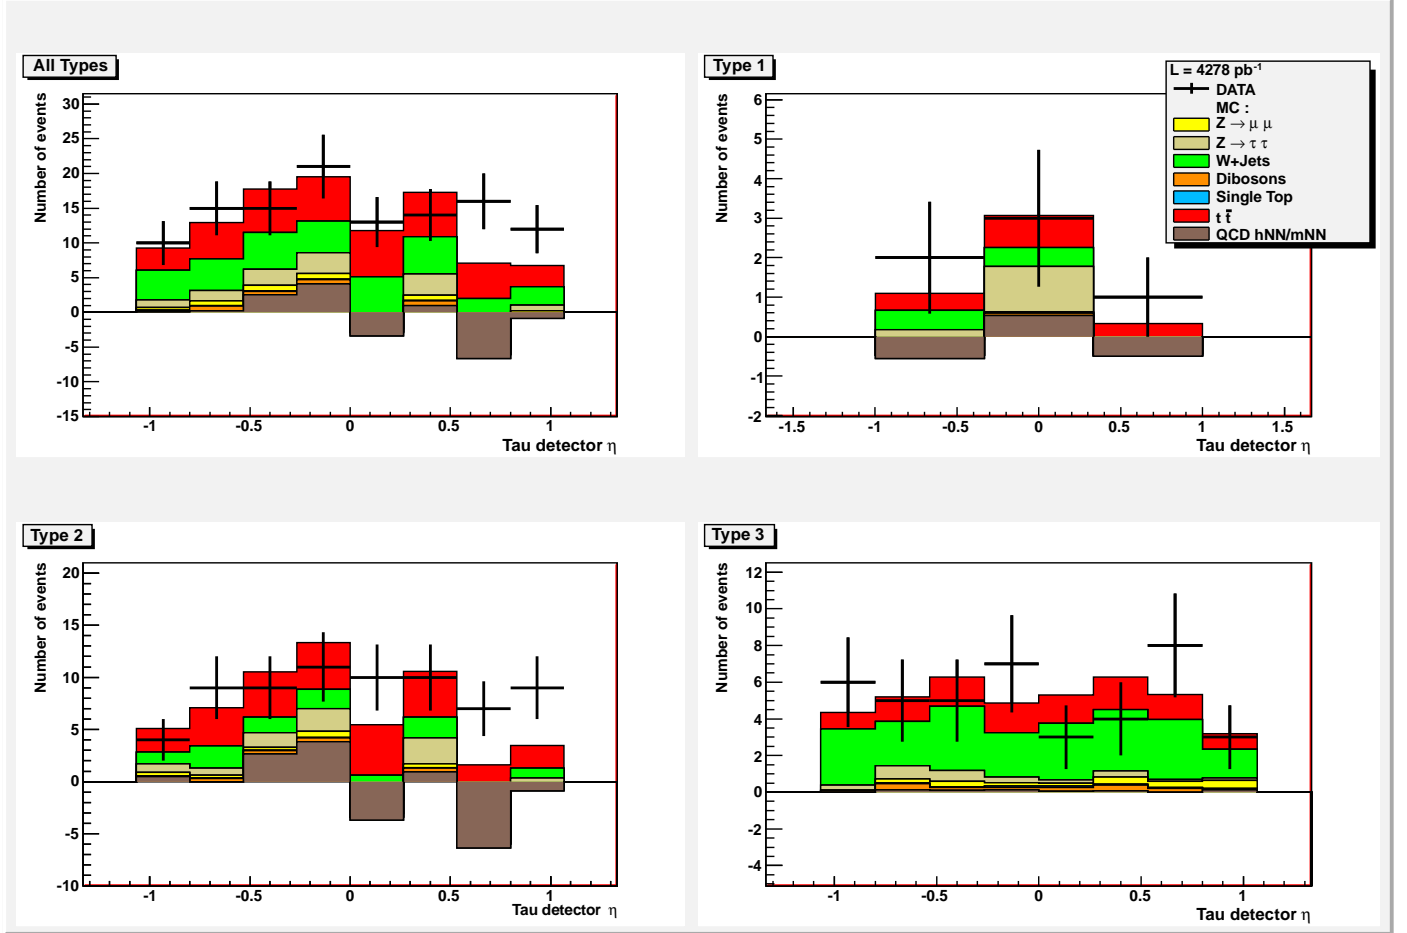 All Types
Number of events
30
25
20
15
10
5
0
-5
-10
-15
-1 -0.5 0 0.5 1
Tau detector η
Type 1
Number of events
6
5
4
3
2
1
0
-1
-2
-1.5 -1 -0.5 0 0.5 1 1.5
Tau detector η
L = 4278 pb⁻¹
DATA
MC :
Z → μ μ
Z → τ τ
W+Jets
Dibosons
Single Top
t t̄
QCD hNN/mNN
Type 2
Number of events
20
15
10
5
0
-5
-10
-1 -0.5 0 0.5 1
Tau detector η
Type 3
Number of events
12
10
8
6
4
2
0
-2
-4
-1 -0.5 0 0.5 1
Tau detector η